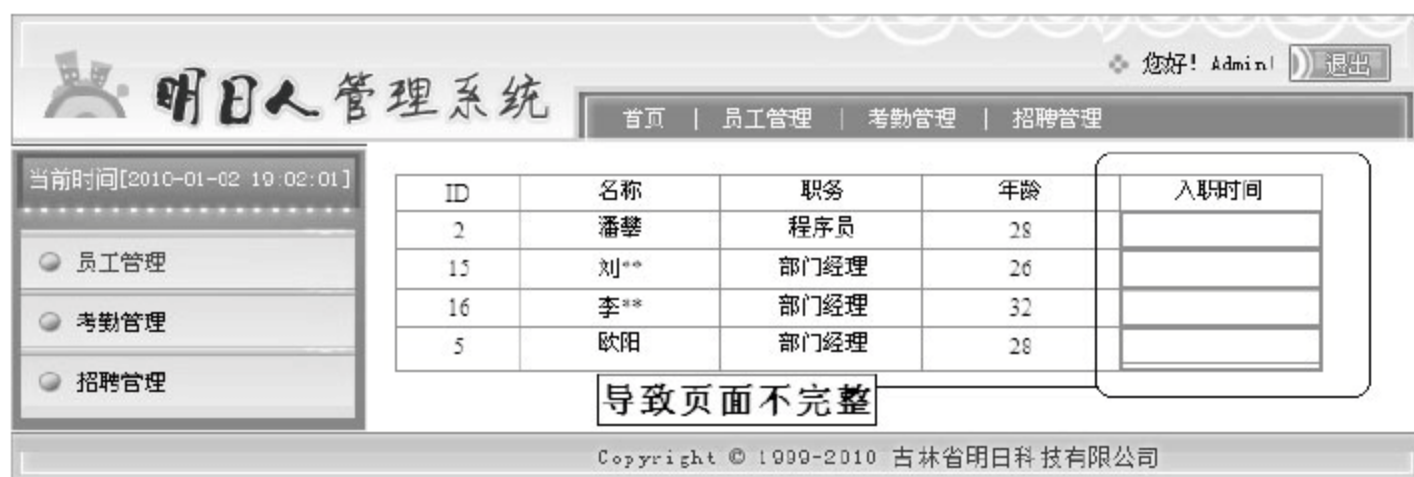 您好! Admin!
退出
明日人管理系统
首页 | 员工管理 | 考勤管理 | 招聘管理
当前时间[2010-01-02 19:02:01]
员工管理
考勤管理
招聘管理
ID 名称 职务 年龄 入职时间
2 潘攀 程序员 28
15 刘** 部门经理 26
16 李** 部门经理 32
5 欧阳 部门经理 28
导致页面不完整
Copyright © 1999-2010 吉林省明日科技有限公司